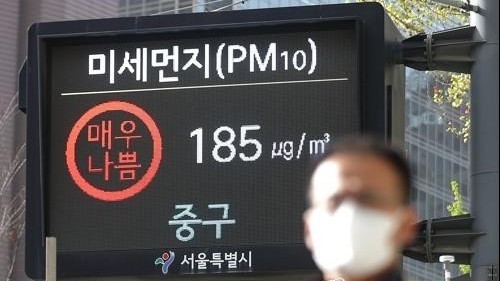 미세먼지(PM10)
매우
나쁨
185 μg/m³
중구
서울특별시